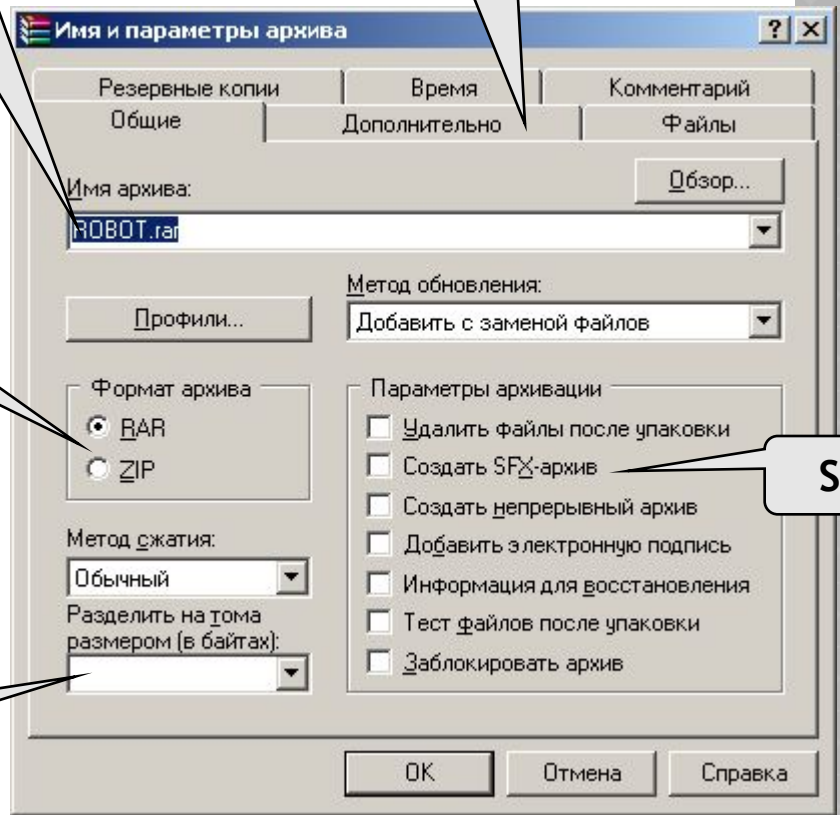 Имя и параметры архива
Резервные копии Время Комментарий
Общие Дополнительно Файлы
Имя архива:
Обзор...
ROBOT.rar
Профили...
Метод обновления:
Добавить с заменой файлов
Формат архива
RAR
ZIP
Метод сжатия:
Обычный
Разделить на тома
размером (в байтах):
Параметры архивации
Удалить файлы после упаковки
Создать SFX-архив
Создать непрерывный архив
Добавить электронную подпись
Информация для восстановления
Тест файлов после упаковки
Заблокировать архив
S
OK Отмена Справка